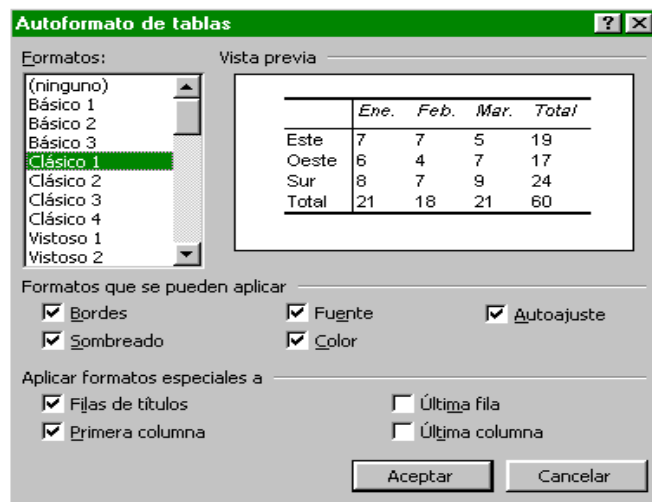 Autoformato de tablas
Formatos: Vista previa
(ninguno)
Básico 1
Básico 2
Básico 3
Clásico 1
Clásico 2
Clásico 3
Clásico 4
Vistoso 1
Vistoso 2
Ene. Feb. Mar. Total
Este 7 7 5 19
Oeste 6 4 7 17
Sur 8 7 9 24
Total 21 18 21 60
Formatos que se pueden aplicar
Bordes Fuente Autoajuste
Sombreado Color
Aplicar formatos especiales a
Filas de títulos Última fila
Primera columna Última columna
Aceptar Cancelar